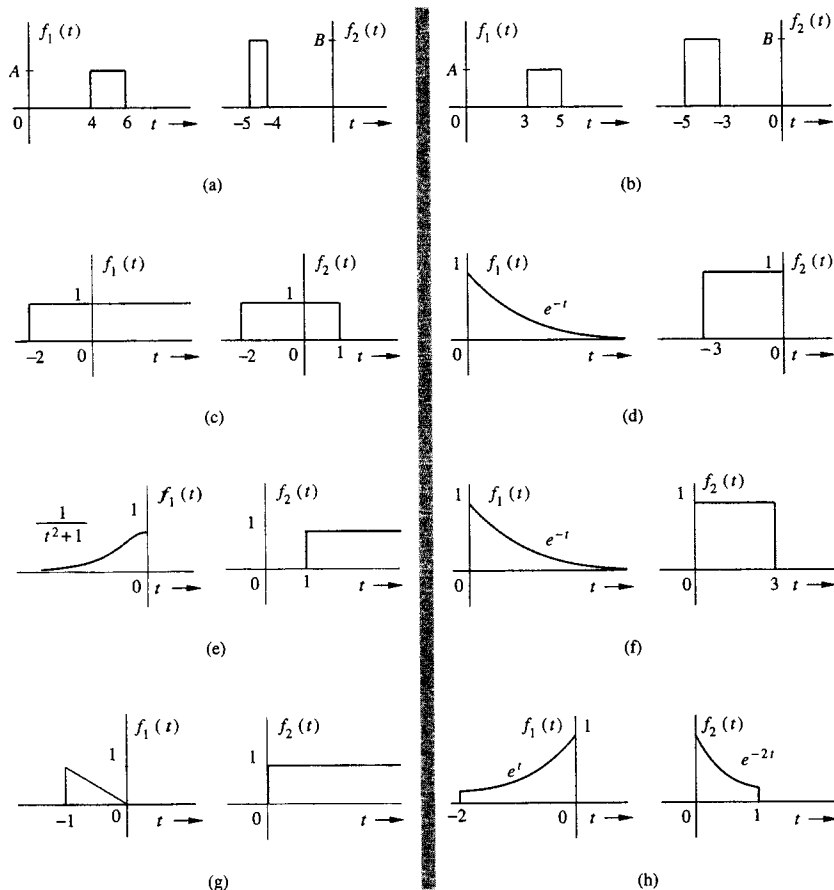 f₁(t) f₂(t) f₁(t) f₂(t)
A B A B
0 4 6 t → −5 −4 t → 0 3 5 t → −5 −3 0 t →
(a) (b)
f₁(t) f₂(t) f₁(t) f₂(t)
1 1 1 e⁻ᵗ 1
−2 0 t → −2 0 1 t → 0 t → −3 0 t →
(c) (d)
f₁(t) f₂(t) f₁(t) f₂(t)
1/(t²+1) 1 1 1 e⁻ᵗ 1
0 t → 0 1 t → 0 t → 0 3 t →
(e) (f)
f₁(t) f₂(t) f₁(t) 1 f₂(t)
1 1 eᵗ e⁻²ᵗ
−1 0 t → 0 t → −2 0 t → 0 1 t →
(g) (h)